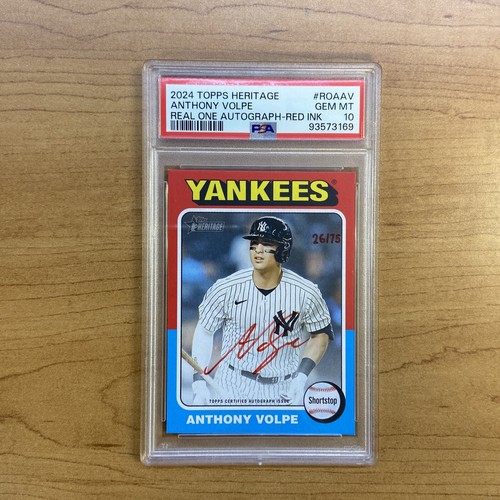 2024 TOPPS HERITAGE #ROAAV
ANTHONY VOLPE GEM MT
REAL ONE AUTOGRAPH-RED INK 10
PSA 93573169
YANKEES
Topps HERITAGE
NY
26/75
NY
TOPPS CERTIFIED AUTOGRAPH ISSUE
Shortstop
ANTHONY VOLPE